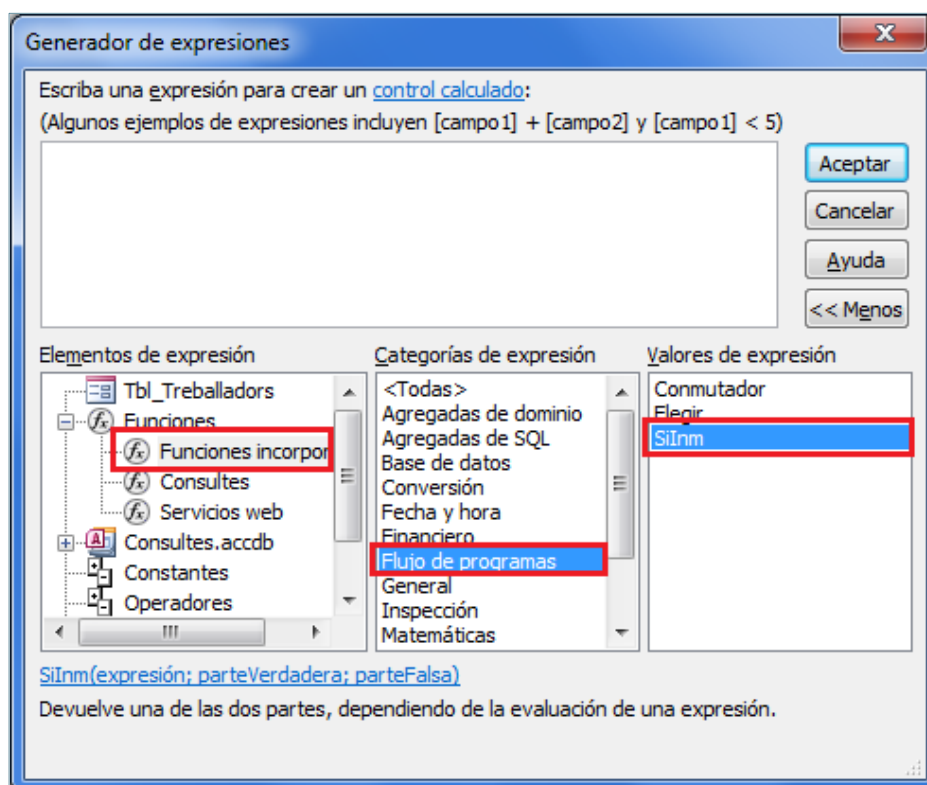 Generador de expresiones
Escriba una expresión para crear un control calculado:
(Algunos ejemplos de expresiones incluyen [campo1] + [campo2] y [campo1] < 5)
Aceptar
Cancelar
Ayuda
<< Menos
Elementos de expresión
Tbl_Treballadors
Funciones
Funciones incorpor
Consultes
Servicios web
Consultes.accdb
Constantes
Operadores
Categorías de expresión
<Todas>
Agregadas de dominio
Agregadas de SQL
Base de datos
Conversión
Fecha y hora
Financiero
Flujo de programas
General
Inspección
Matemáticas
Valores de expresión
Conmutador
Elegir
SiInm
SiInm(expresión; parteVerdadera; parteFalsa)
Devuelve una de las dos partes, dependiendo de la evaluación de una expresión.